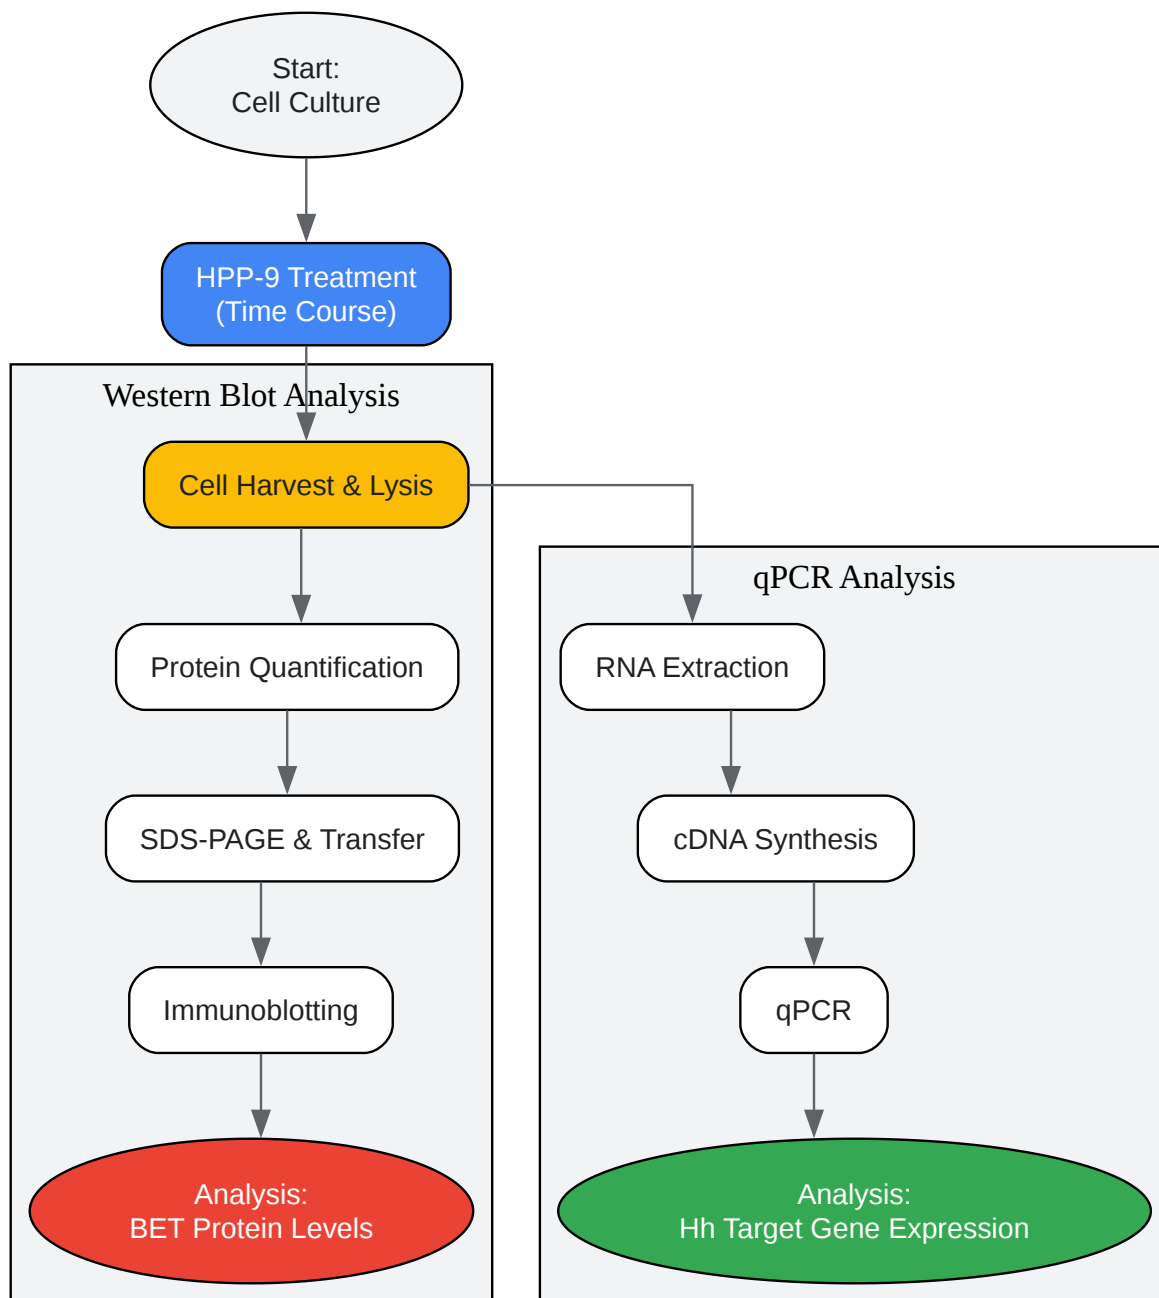 Start:
Cell Culture
HPP-9 Treatment
(Time Course)
Western Blot Analysis
Cell Harvest & Lysis
Protein Quantification
SDS-PAGE & Transfer
Immunoblotting
Analysis:
BET Protein Levels
qPCR Analysis
RNA Extraction
cDNA Synthesis
qPCR
Analysis:
Hh Target Gene Expression